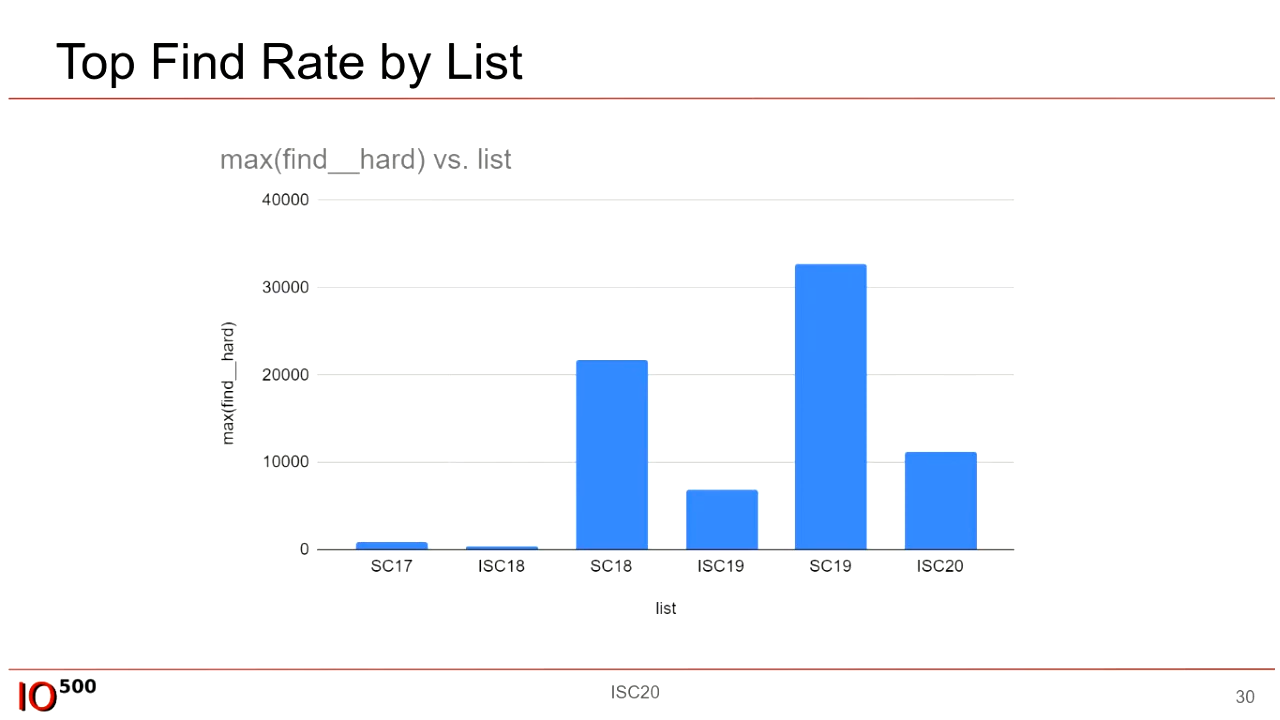 Top Find Rate by List
max(find__hard) vs. list
40000
30000
20000
10000
0
max(find__hard)
SC17 ISC18 SC18 ISC19 SC19 ISC20
list
IO500
ISC20
30